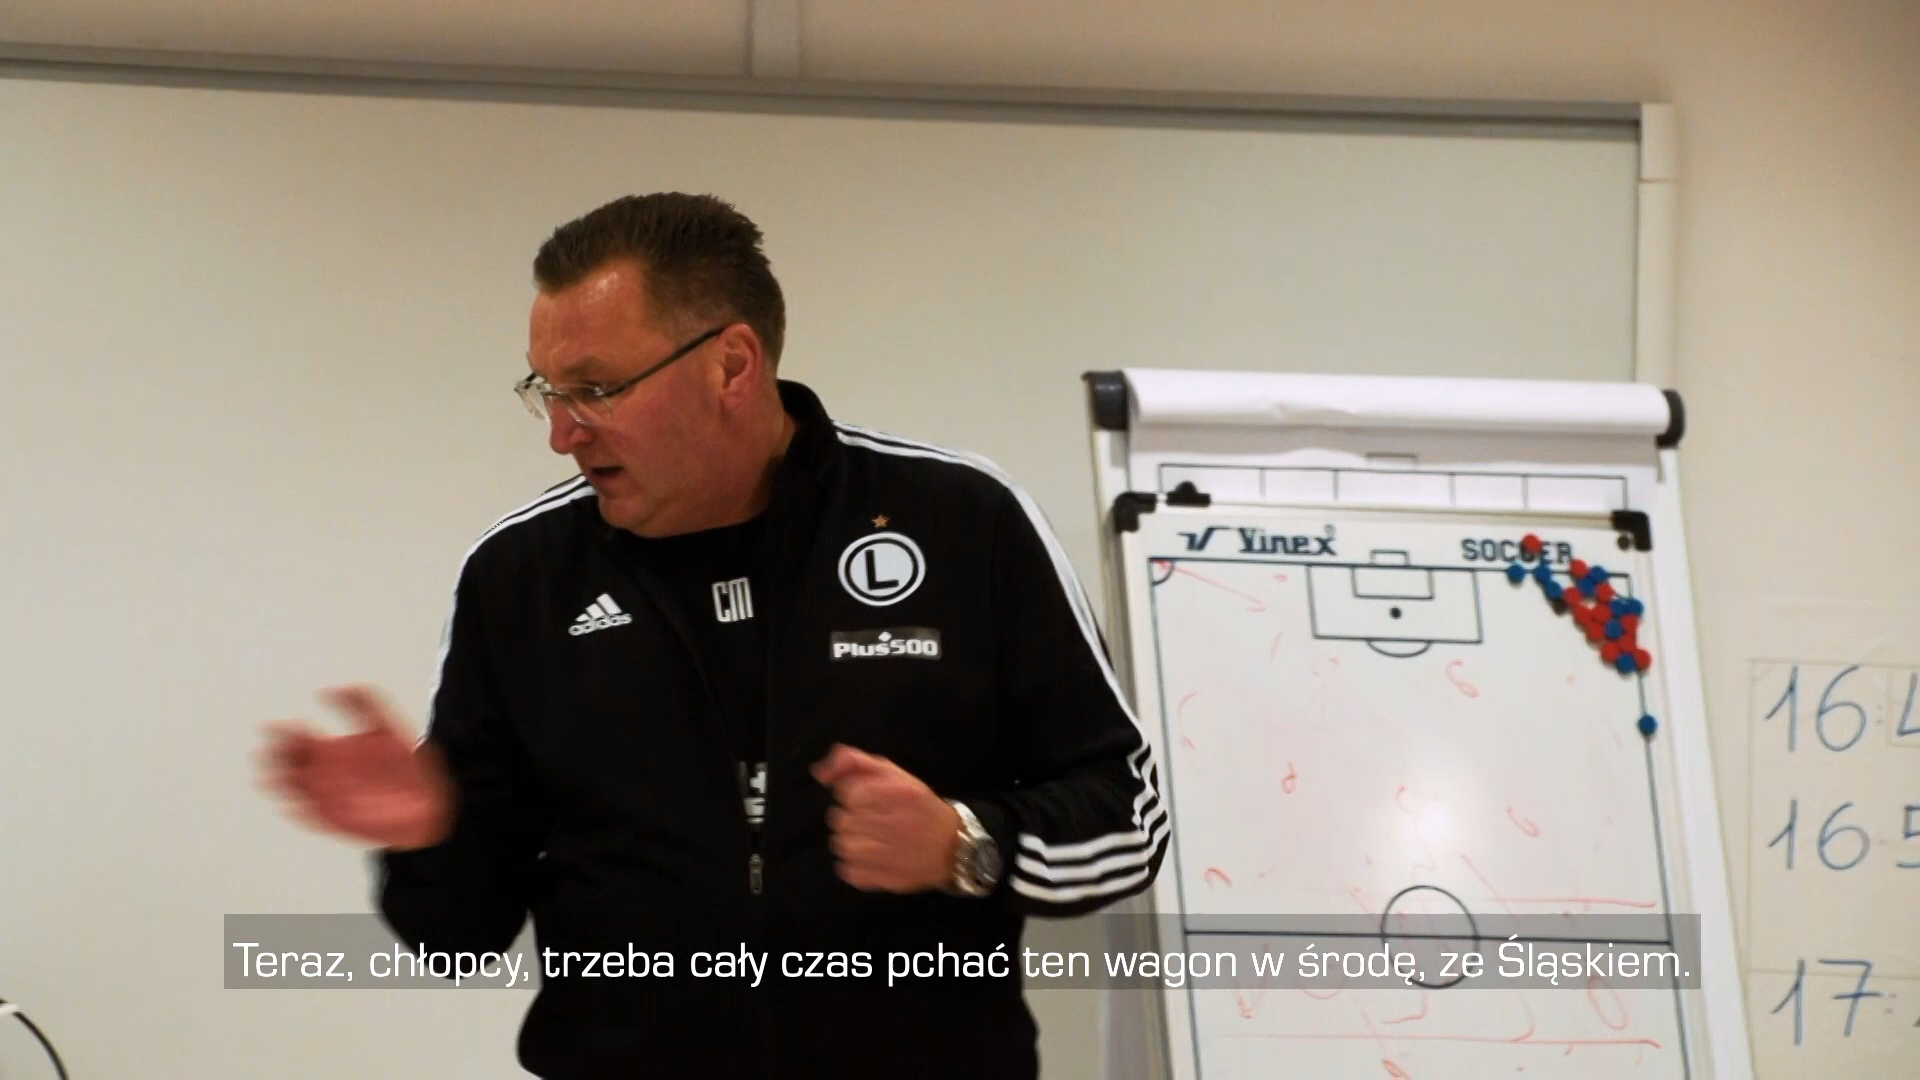 Vinex
SOCCER
L
CM
adidas
Plus500
16:
16
17:
Teraz, chłopcy, trzeba cały czas pchać ten wagon w środę, ze Śląskiem.